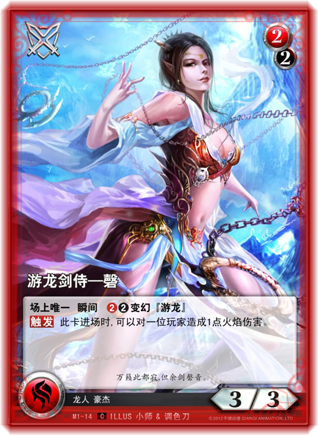 2
2
游龙剑侍—磬
场上唯一 瞬间 22变幻『游龙』
触发 此卡进场时,可以对一位玩家造成1点火焰伤害。
万籁此都寂,但余剑磬音。
龙人 豪杰
3 / 3
M1-14 C ILLUS 小师 & 调色刀